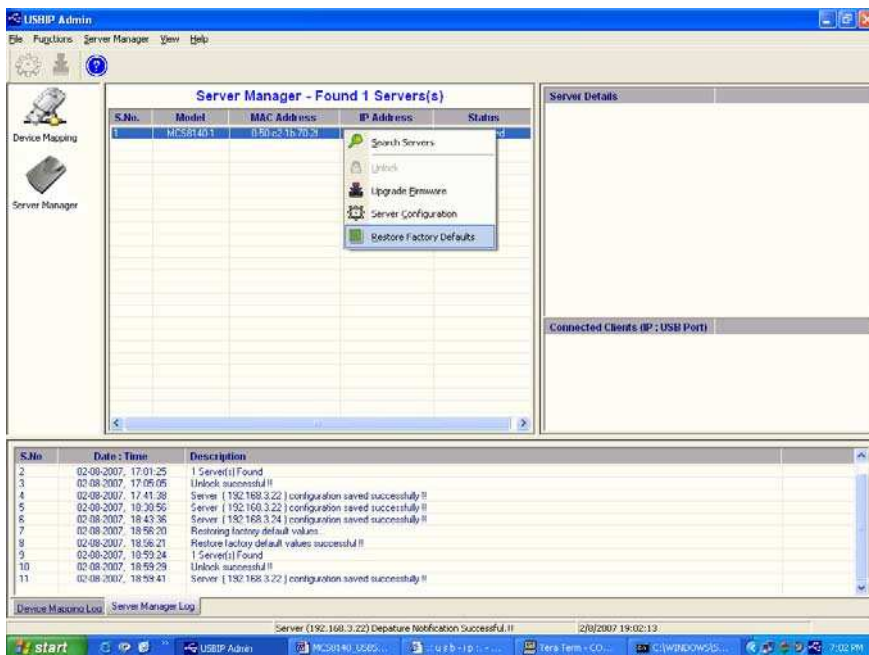 USBIP Admin
File Functions Server Manager View Help
Device Mapping
Server Manager
Server Manager - Found 1 Servers(s)
S.No. Model MAC Address IP Address Status
1 MCS8140-1 0-50-c2-1b-70-2f
Search Servers
Unlock
Upgrade Firmware
Server Configuration
Restore Factory Defaults
Server Details
Connected Clients (IP : USB Port)
S.No Date : Time Description
2 02-08-2007, 17:01:25 1 Server(s) Found
3 02-08-2007, 17:05:05 Unlock successful !!
4 02-08-2007, 17:41:38 Server ( 192.168.3.22 ) configuration saved successfully !!
5 02-08-2007, 18:30:56 Server ( 192.168.3.22 ) configuration saved successfully !!
6 02-08-2007, 18:43:36 Server ( 192.168.3.24 ) configuration saved successfully !!
7 02-08-2007, 18:56:20 Restoring factory default values...
8 02-08-2007, 18:56:21 Restore factory default values successful !!
9 02-08-2007, 18:59:24 1 Server(s) Found
10 02-08-2007, 18:59:29 Unlock successful !!
11 02-08-2007, 18:59:41 Server ( 192.168.3.22 ) configuration saved successfully !!
Device Mapping Log Server Manager Log
Server (192.168.3.22) Depature Notification Successful. !! 2/8/2007 19:02:13
start USBIP Admin MCS8140_USBS... ::usb-ip:. - ... Tera Term - CO... C:\WINDOWS\S... 7:02 PM